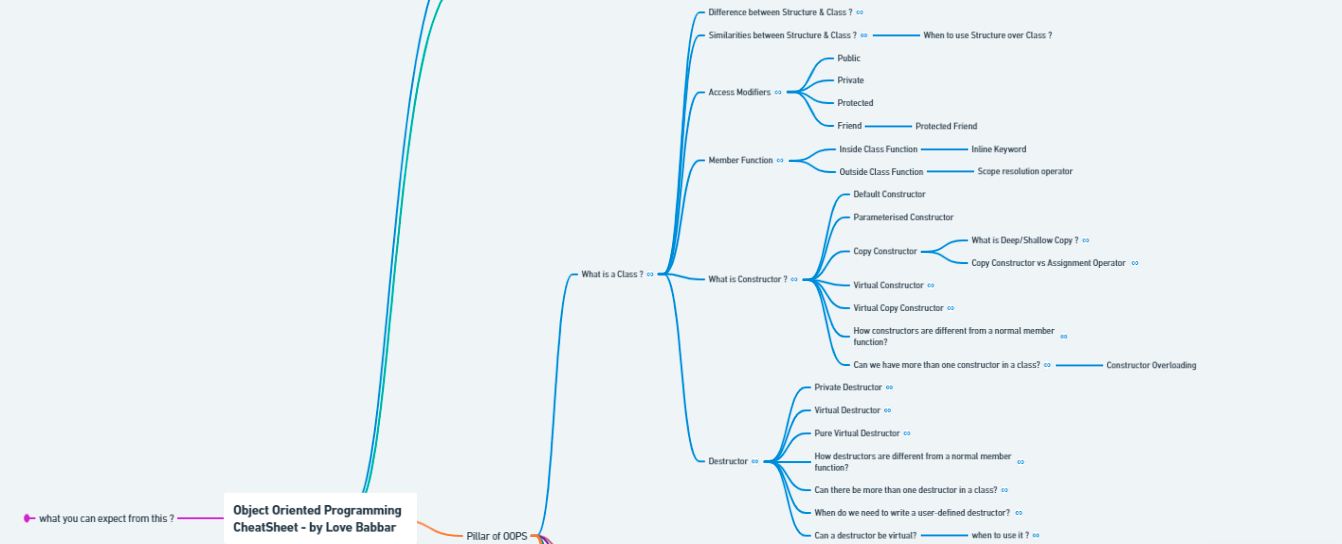 Difference between Structure & Class ?
Similarities between Structure & Class ?
When to use Structure over Class ?
Access Modifiers
Public
Private
Protected
Friend
Protected Friend
Member Function
Inside Class Function
Inline Keyword
Outside Class Function
Scope resolution operator
What is a Class ?
What is Constructor ?
Default Constructor
Parameterised Constructor
Copy Constructor
What is Deep/Shallow Copy ?
Copy Constructor vs Assignment Operator
Virtual Constructor
Virtual Copy Constructor
How constructors are different from a normal member
function?
Can we have more than one constructor in a class?
Constructor Overloading
Destructor
Private Destructor
Virtual Destructor
Pure Virtual Destructor
How destructors are different from a normal member
function?
Can there be more than one destructor in a class?
When do we need to write a user-defined destructor?
Can a destructor be virtual?
when to use it ?
what you can expect from this ?
Object Oriented Programming
CheatSheet - by Love Babbar
Pillar of OOPS